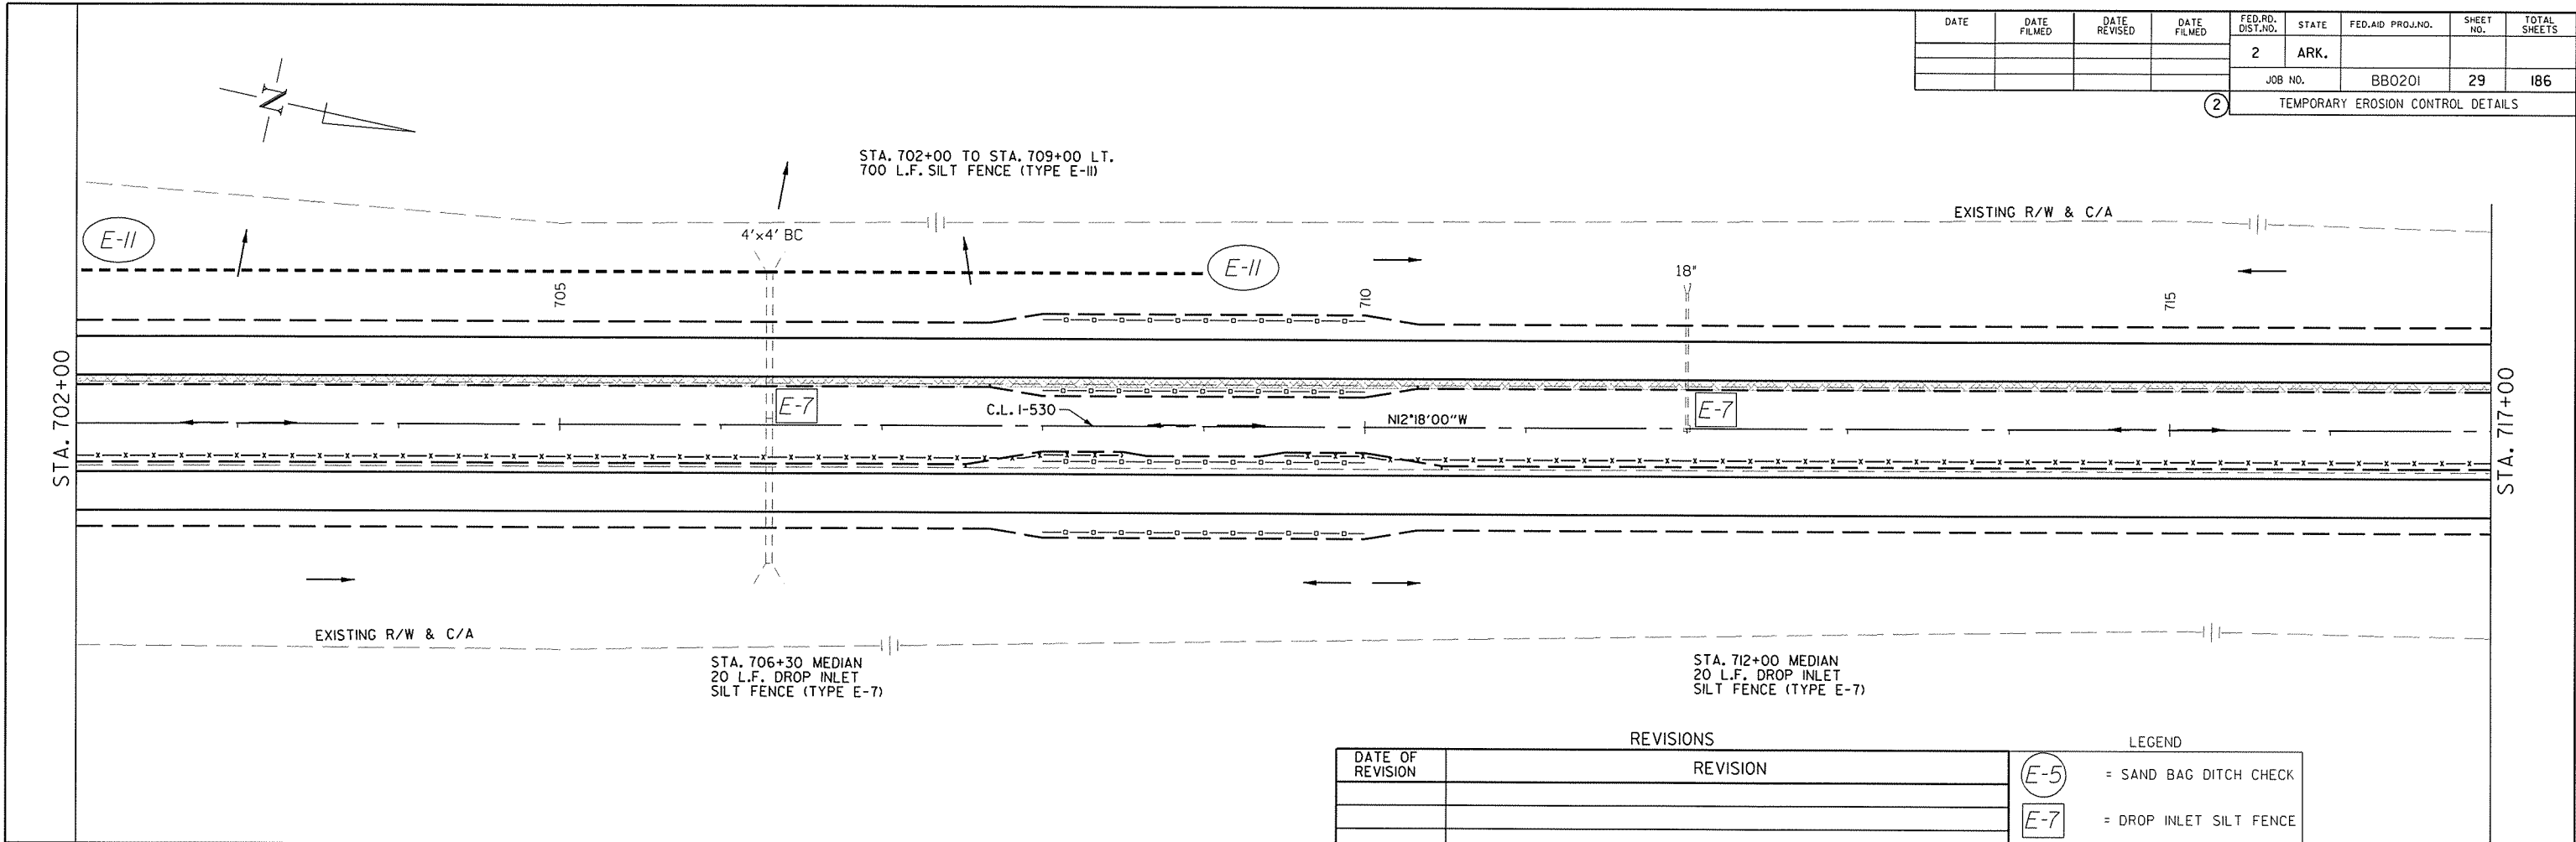 DATE
DATE FILMED
DATE REVISED
DATE FILMED
FED.RD. DIST.NO.
STATE
FED.AID PROJ.NO.
SHEET NO.
TOTAL SHEETS
2
ARK.
JOB NO.
BB0201
29
186
2
TEMPORARY EROSION CONTROL DETAILS
N
STA. 702+00 TO STA. 709+00 LT.
700 L.F. SILT FENCE (TYPE E-11)
EXISTING R/W & C/A
E-11
4'x4' BC
E-11
18"
705
710
715
STA. 702+00
E-7
C.L. I-530
N12°18'00"W
E-7
STA. 717+00
EXISTING R/W & C/A
STA. 706+30 MEDIAN
20 L.F. DROP INLET
SILT FENCE (TYPE E-7)
STA. 712+00 MEDIAN
20 L.F. DROP INLET
SILT FENCE (TYPE E-7)
REVISIONS
DATE OF REVISION
REVISION
LEGEND
E-5 = SAND BAG DITCH CHECK
E-7 = DROP INLET SILT FENCE